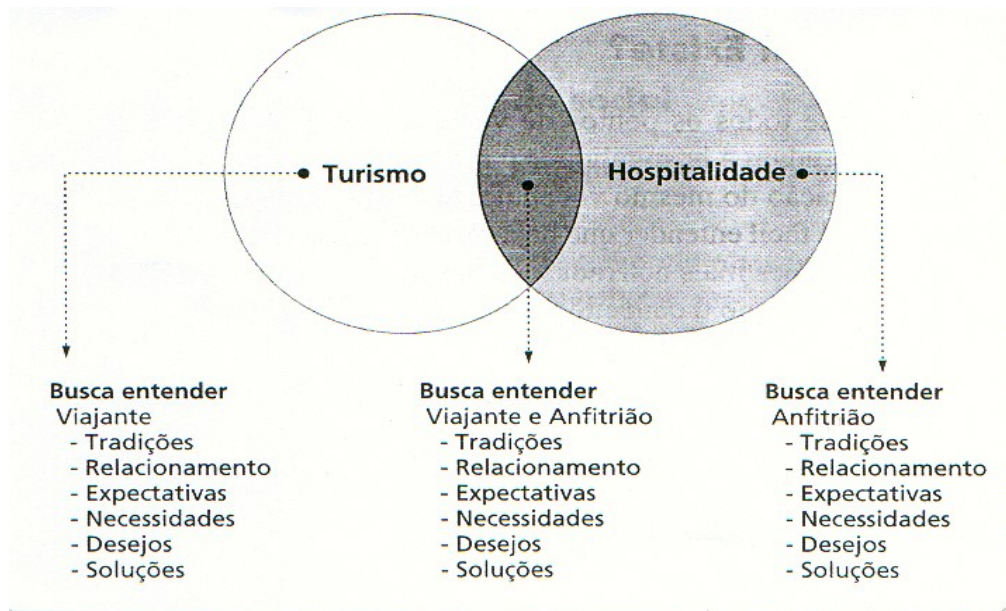 Turismo
Hospitalidade
Busca entender
Viajante
- Tradições
- Relacionamento
- Expectativas
- Necessidades
- Desejos
- Soluções
Busca entender
Viajante e Anfitrião
- Tradições
- Relacionamento
- Expectativas
- Necessidades
- Desejos
- Soluções
Busca entender
Anfitrião
- Tradições
- Relacionamento
- Expectativas
- Necessidades
- Desejos
- Soluções